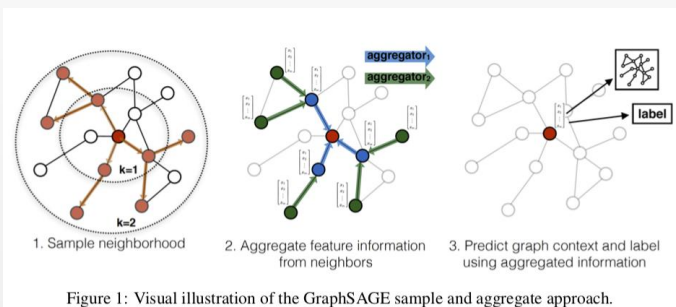 aggregator₁
aggregator₂
label
k=1
k=2
1. Sample neighborhood
2. Aggregate feature information
from neighbors
3. Predict graph context and label
using aggregated information
Figure 1: Visual illustration of the GraphSAGE sample and aggregate approach.